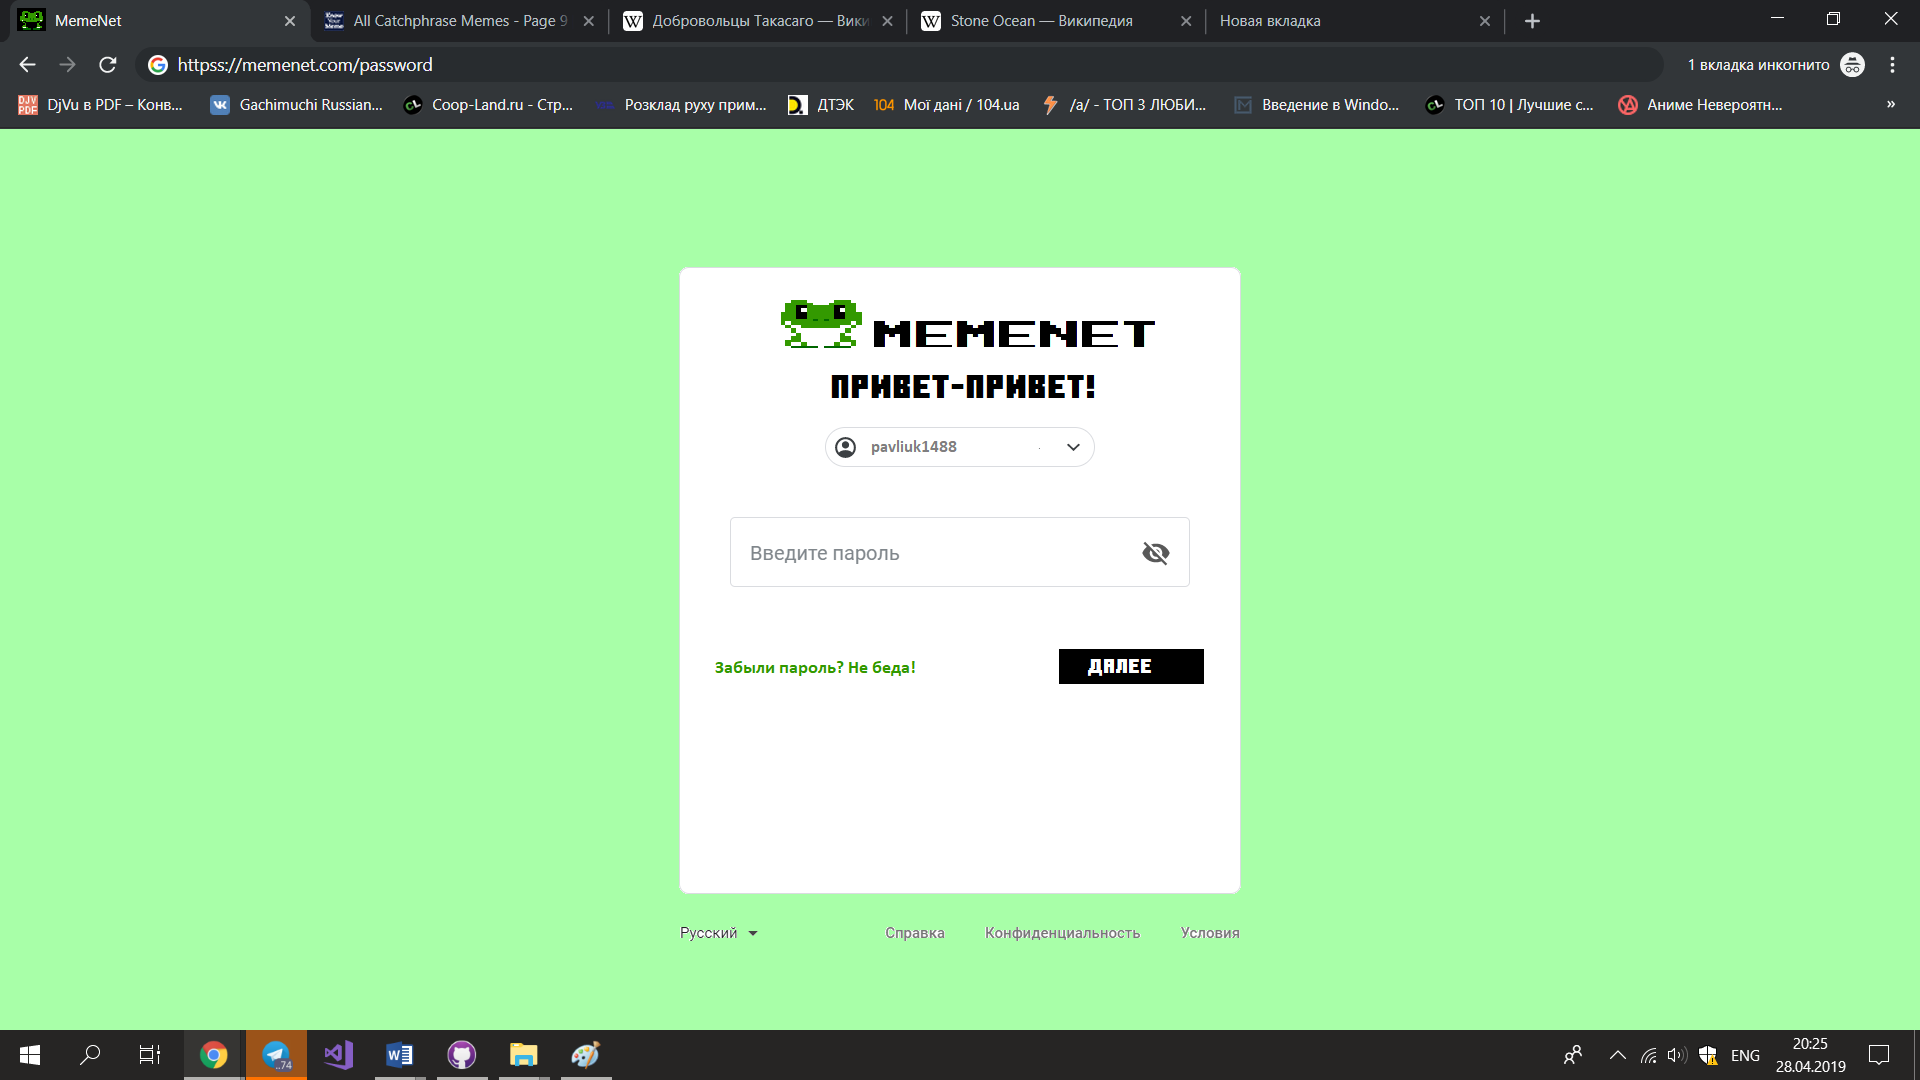 MemeNet
All Catchphrase Memes - Page 9
Добровольцы Такасаго — Вики
Stone Ocean — Википедия
Новая вкладка
httpss://memenet.com/password
1 вкладка инкогнито
DjVu в PDF – Конв...
Gachimuchi Russian...
Coop-Land.ru - Стр...
Розклад руху прим...
ДТЭК
104
Мої дані / 104.ua
/a/ - ТОП 3 ЛЮБИ...
Введение в Windo...
ТОП 10 | Лучшие с...
Аниме Невероятн...
»
MEMENET
ПРИВЕТ-ПРИВЕТ!
pavliuk1488
Введите пароль
Забыли пароль? Не беда!
ДАЛЕЕ
Русский
Справка
Конфиденциальность
Условия
..74
ENG
20:25
28.04.2019